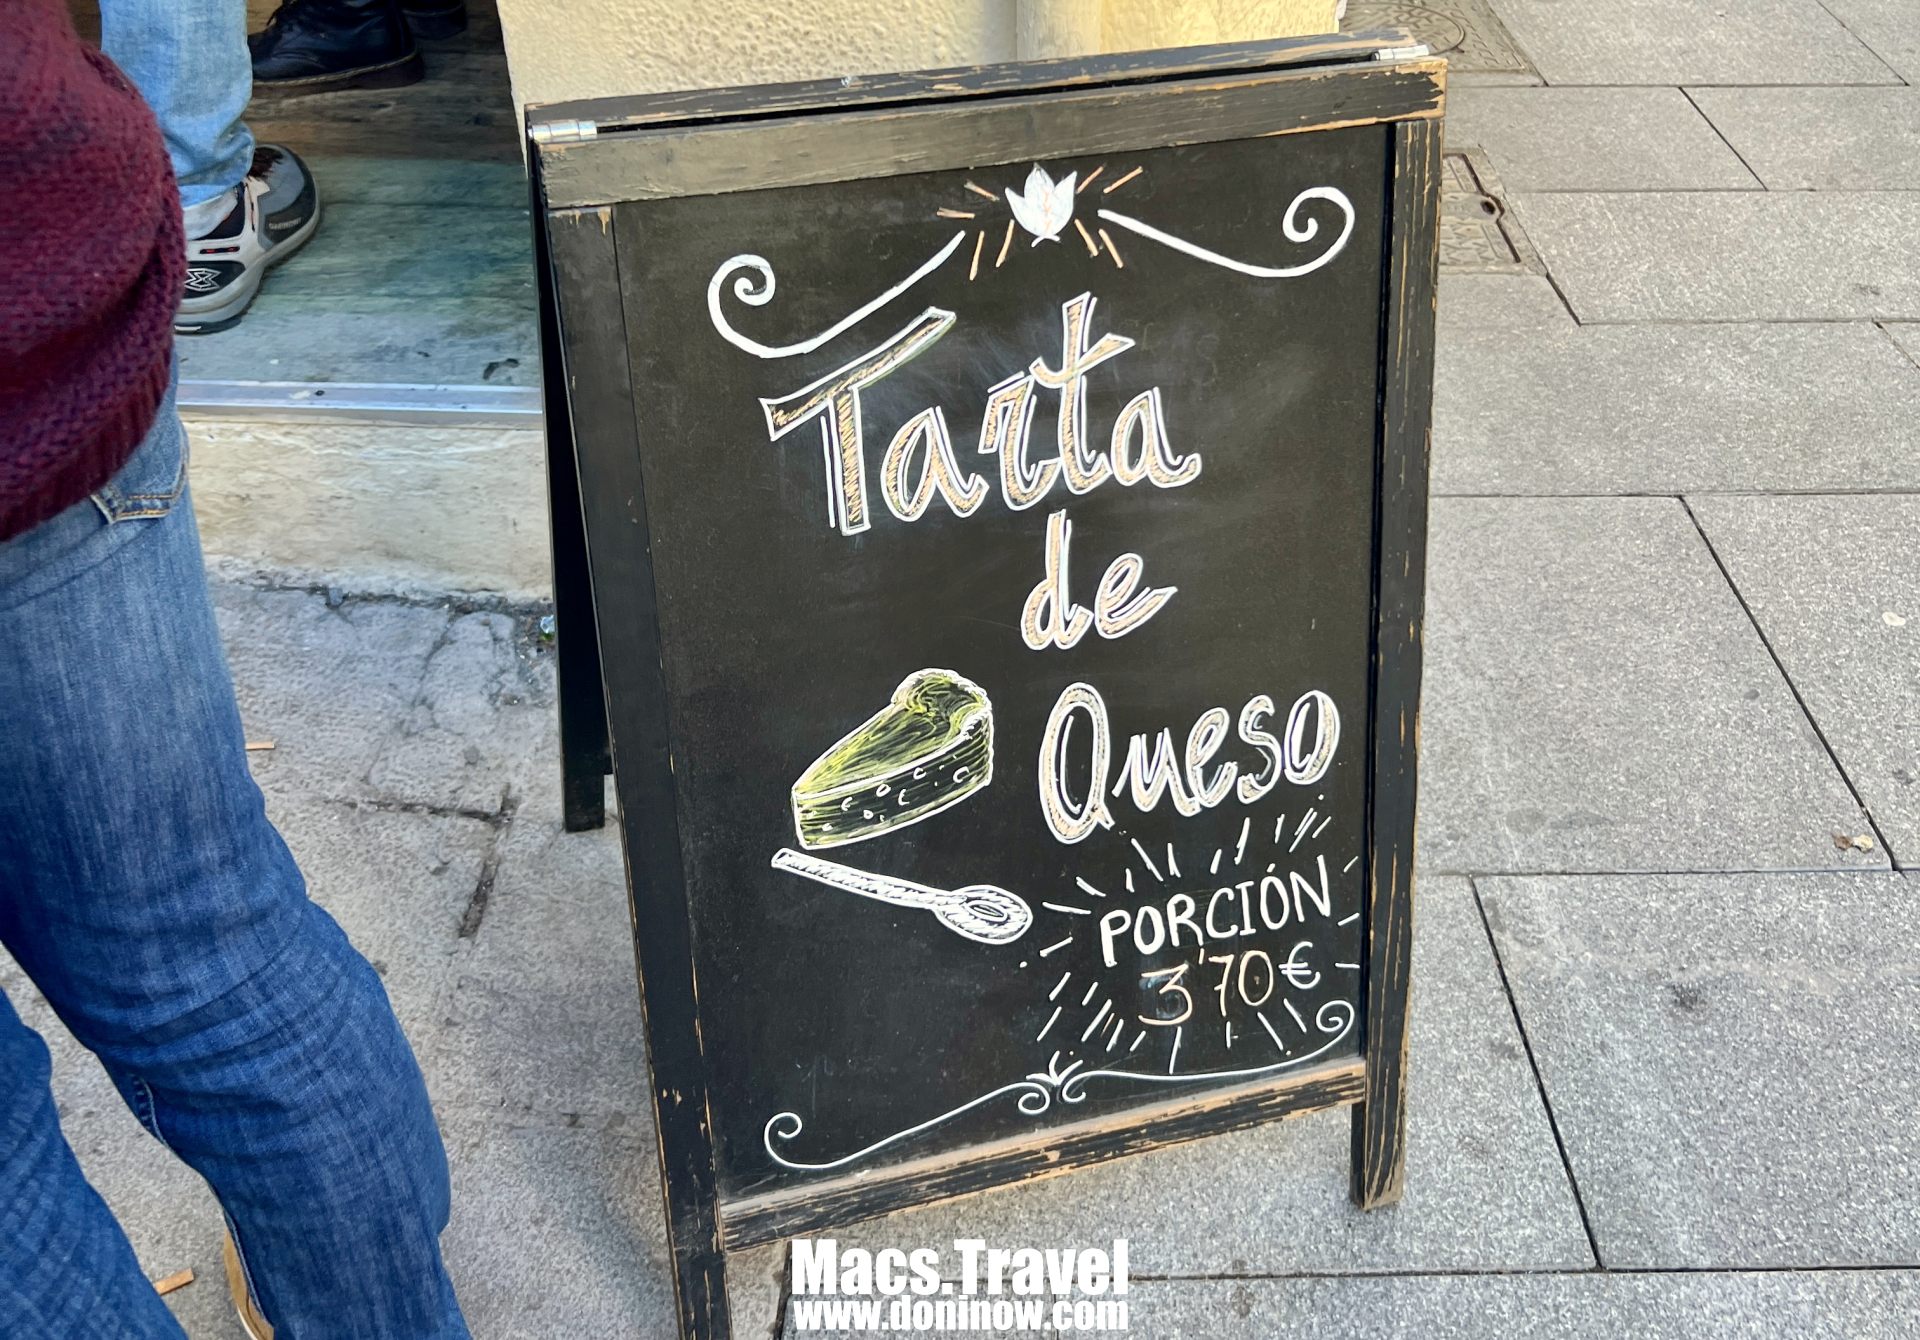 Tarta
de
Queso
PORCIÓN
3'70€
Macs.Travel
www.doninow.com